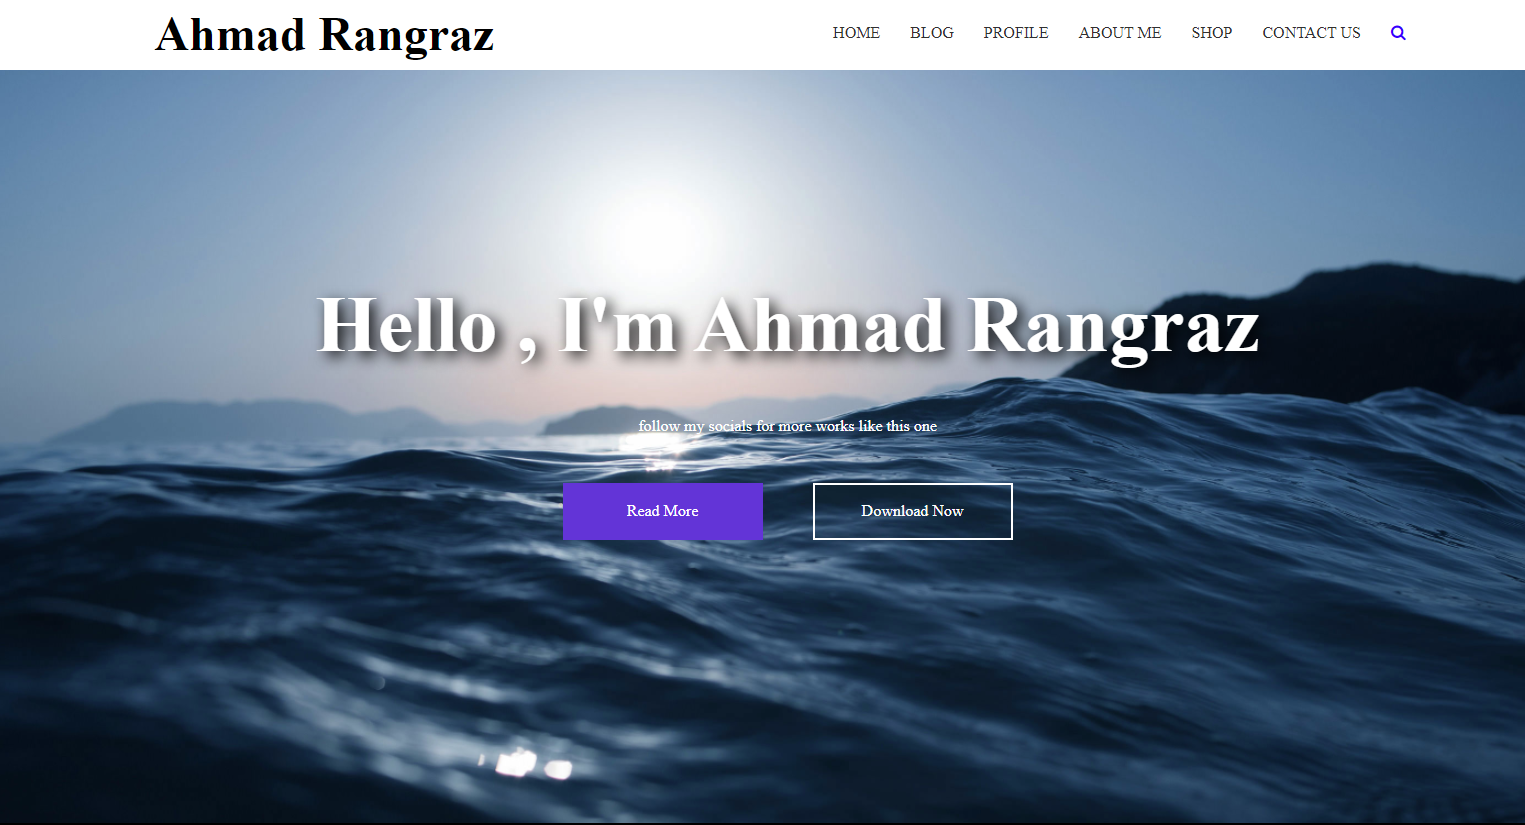 Ahmad Rangraz
HOME BLOG PROFILE ABOUT ME SHOP CONTACT US
Hello , I'm Ahmad Rangraz
follow my socials for more works like this one
Read More
Download Now